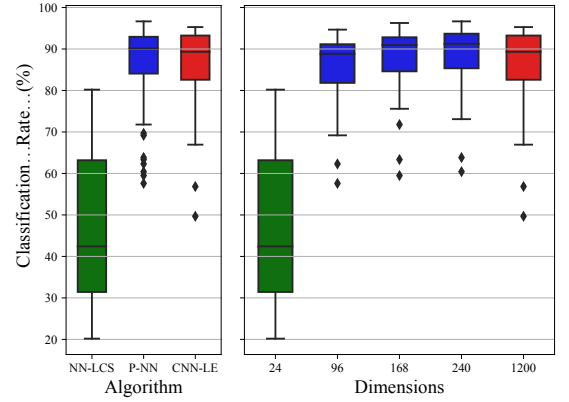 Classification…Rate…(%)
100
90
80
70
60
50
40
30
20
NN-LCS P-NN CNN-LE
Algorithm
24 96 168 240 1200
Dimensions